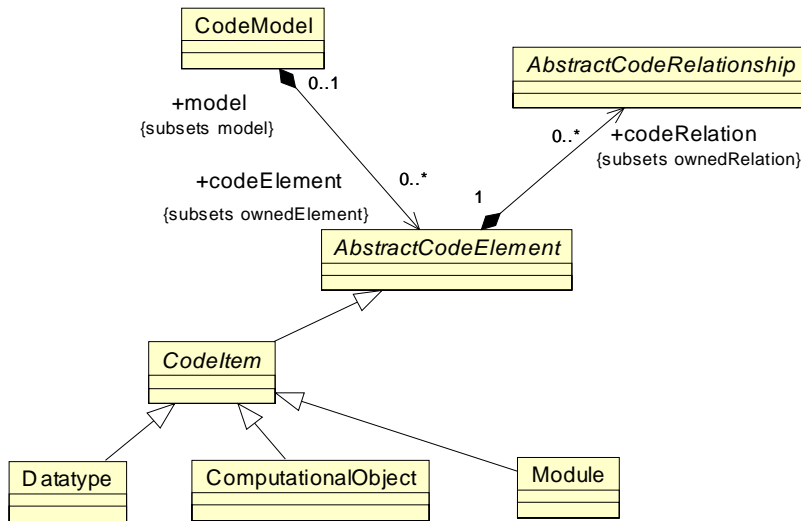 CodeModel
AbstractCodeRelationship
0..1
+model
{subsets model}
0..*
+codeRelation
{subsets ownedRelation}
+codeElement
0..*
{subsets ownedElement}
1
AbstractCodeElement
CodeItem
Datatype
ComputationalObject
Module